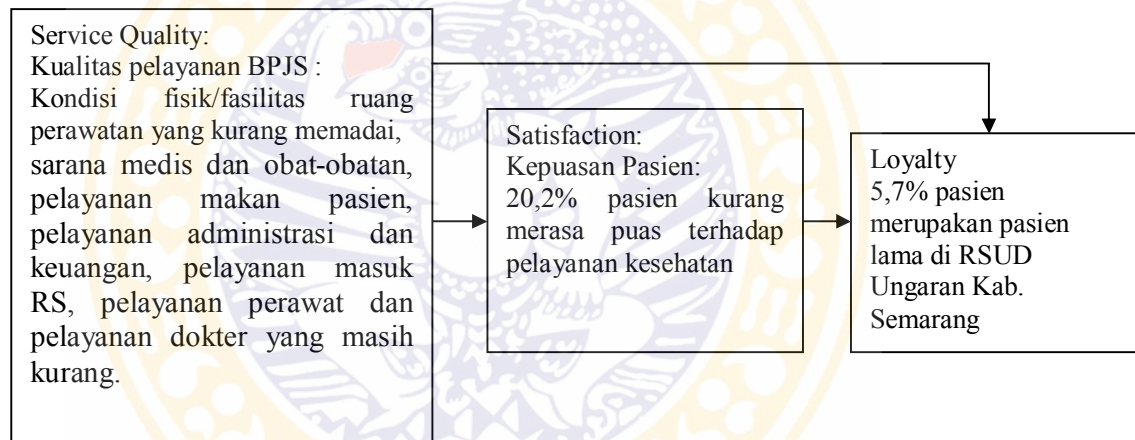 Service Quality:
Kualitas pelayanan BPJS :
Kondisi fisik/fasilitas ruang
perawatan yang kurang memadai,
sarana medis dan obat-obatan,
pelayanan makan pasien,
pelayanan administrasi dan
keuangan, pelayanan masuk
RS, pelayanan perawat dan
pelayanan dokter yang masih
kurang.
Satisfaction:
Kepuasan Pasien:
20,2% pasien kurang
merasa puas terhadap
pelayanan kesehatan
Loyalty
5,7% pasien
merupakan pasien
lama di RSUD
Ungaran Kab.
Semarang